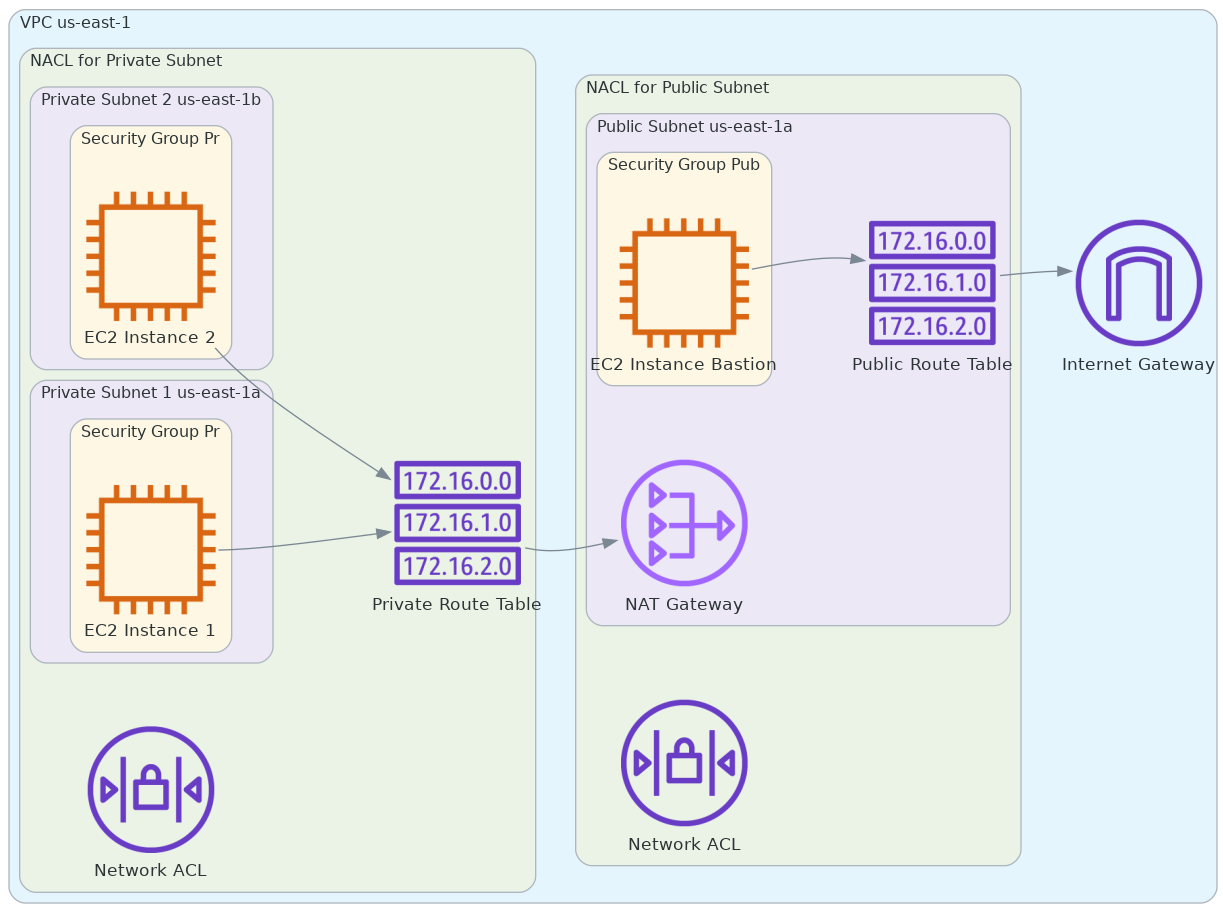 VPC us-east-1
NACL for Private Subnet
Private Subnet 2 us-east-1b
Security Group Pr
EC2 Instance 2
Private Subnet 1 us-east-1a
Security Group Pr
EC2 Instance 1
172.16.0.0
172.16.1.0
172.16.2.0
Private Route Table
Network ACL
NACL for Public Subnet
Public Subnet us-east-1a
Security Group Pub
EC2 Instance Bastion
172.16.0.0
172.16.1.0
172.16.2.0
Public Route Table
NAT Gateway
Network ACL
Internet Gateway